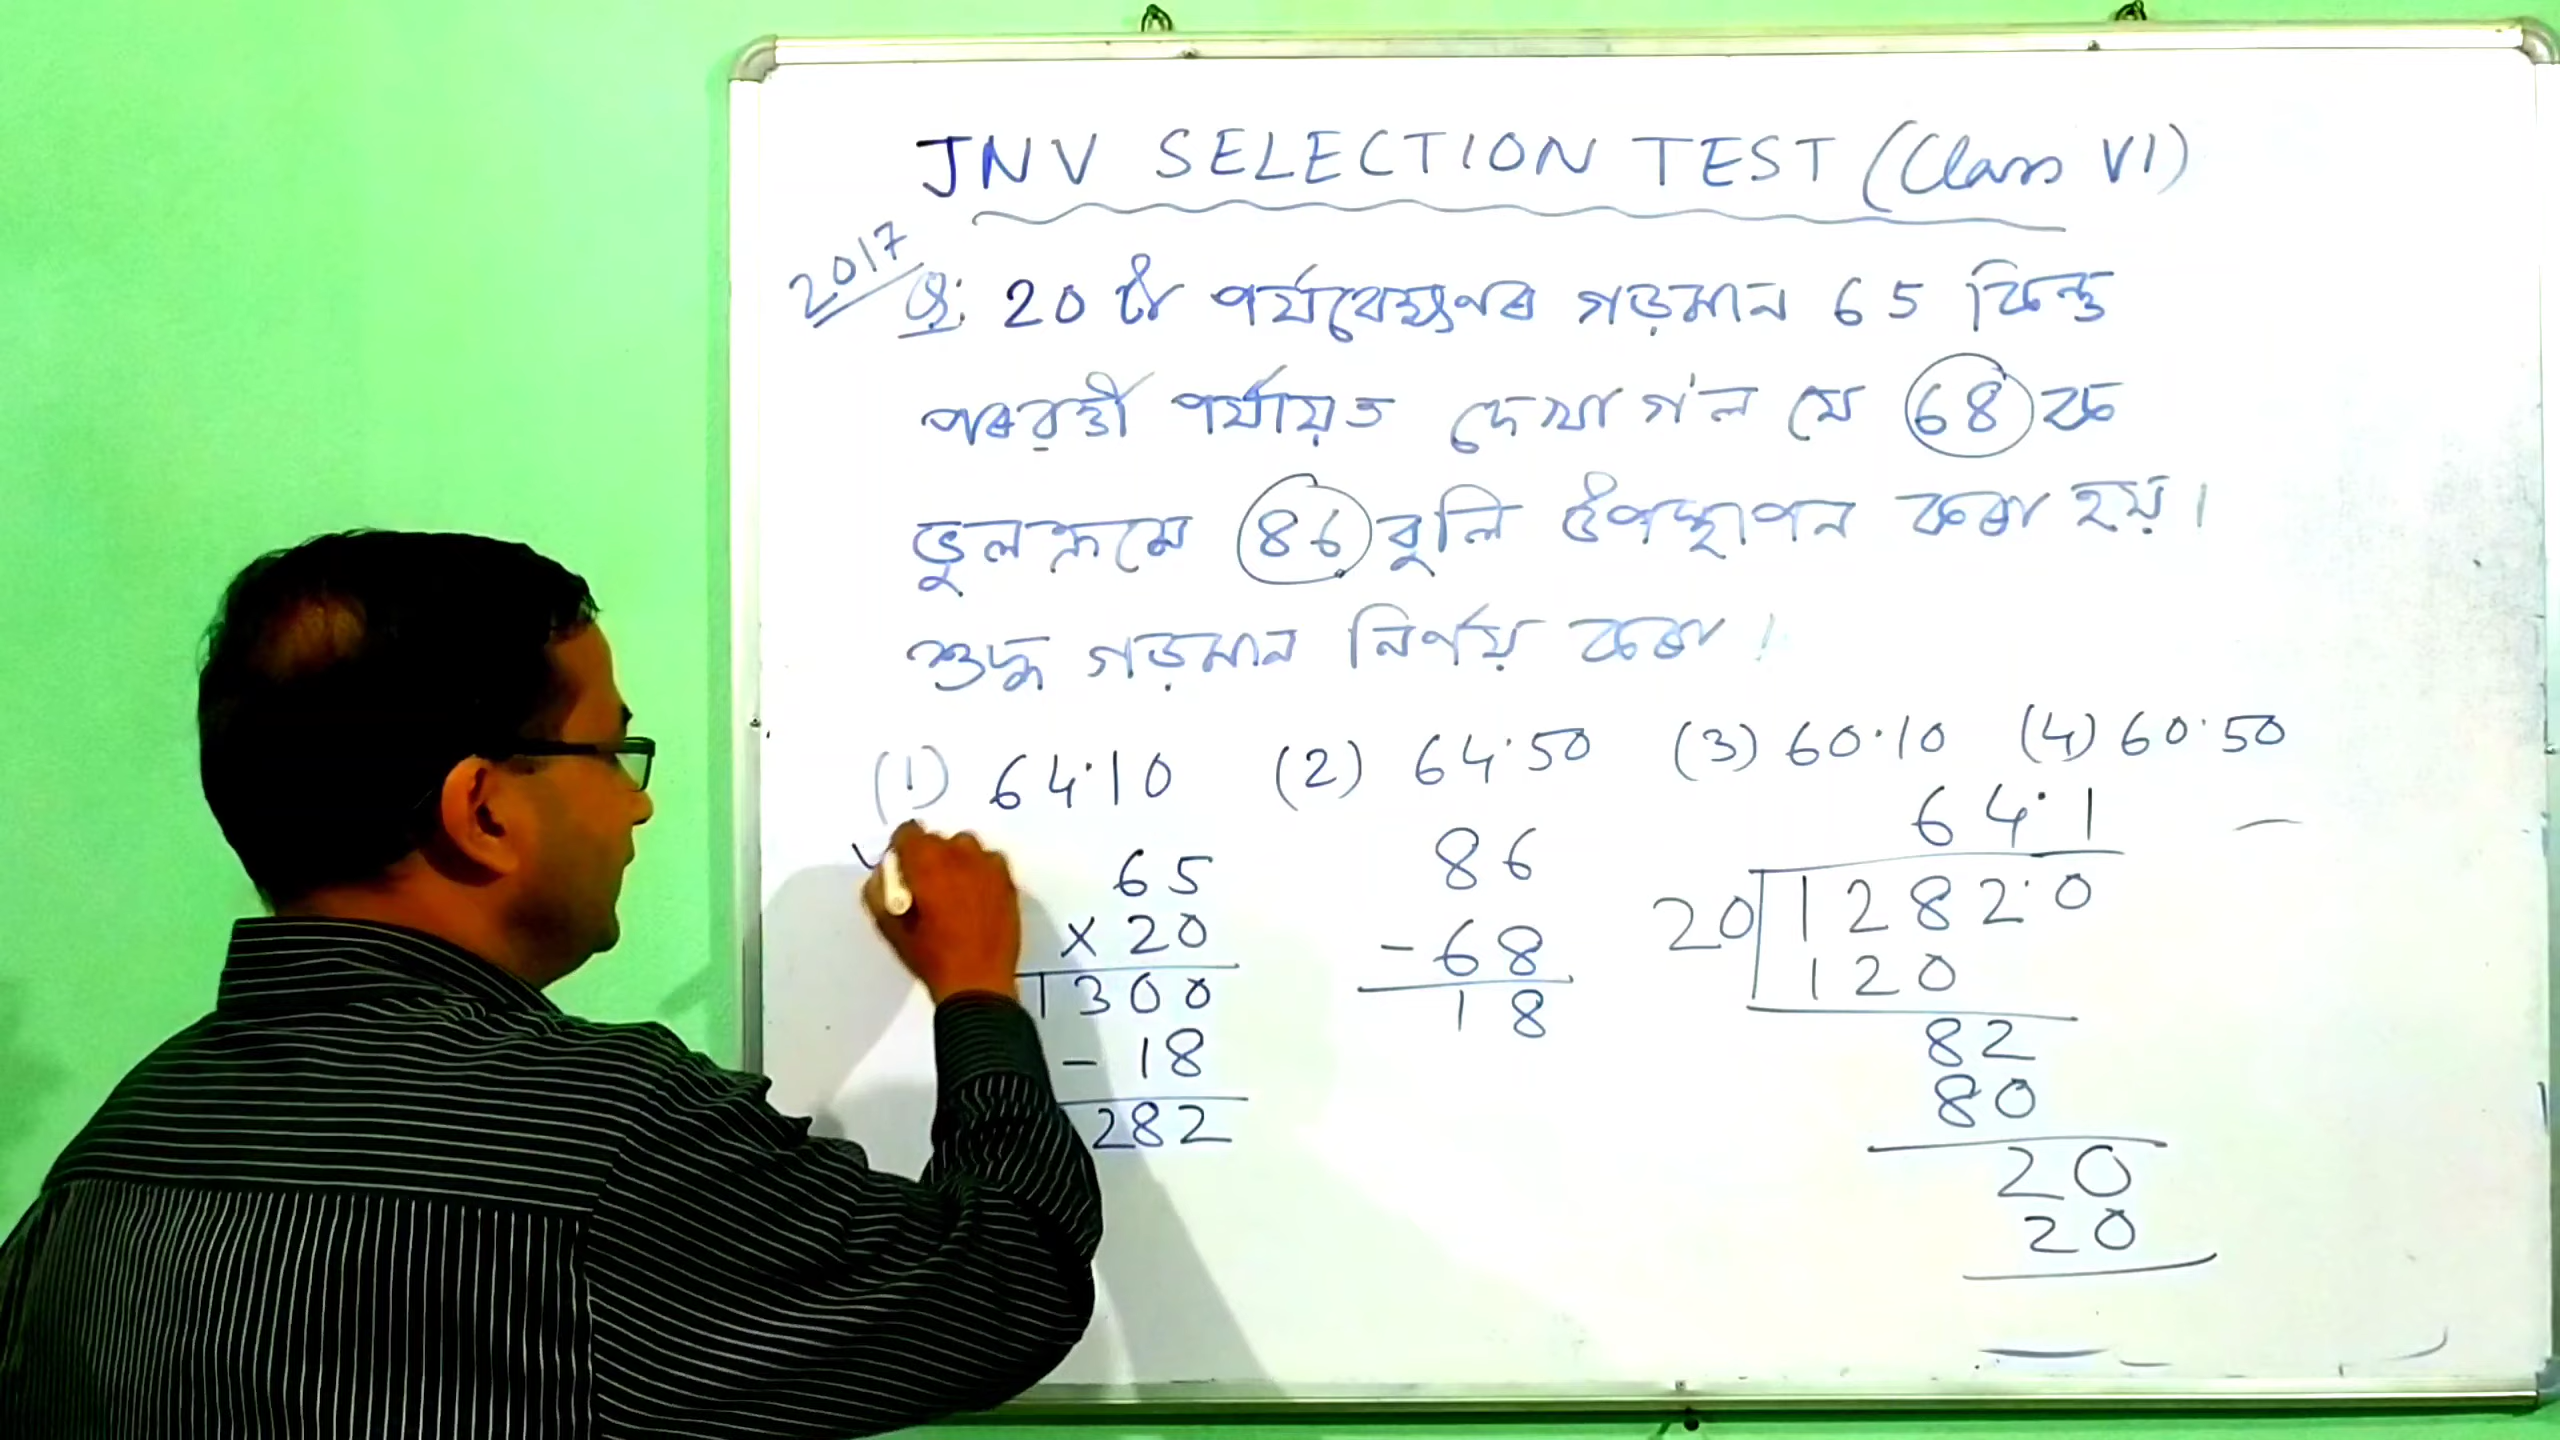 JNV SELECTION TEST (Class VI)
2017
প্ৰ: 20 টা পৰ্যবেক্ষণৰ গড়মান 65 কিন্তু
পৰৱৰ্তী পৰ্যায়ত দেখা গ'ল যে 68 ক
ভুলক্ৰমে 86 বুলি উপস্থাপন কৰা হয়।
শুদ্ধ গড়মান নিৰ্ণয় কৰা।
(1) 64·10 (2) 64·50 (3) 60·10 (4) 60·50
65
× 20
1300
- 18
282
86
- 68
18
64·1
20 1282·0
120
82
80
20
20